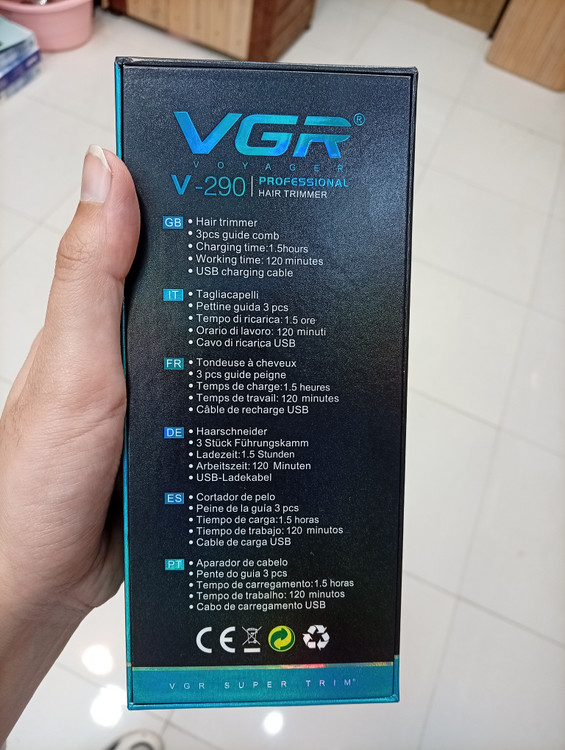 VGR®
VOYAGER
V-290 | PROFESSIONAL
HAIR TRIMMER
GB • Hair trimmer
• 3pcs guide comb
• Charging time:1.5hours
• Working time: 120 minutes
• USB charging cable
IT • Tagliacapelli
• Pettine guida 3 pcs
• Tempo di ricarica:1.5 ore
• Orario di lavoro: 120 minuti
• Cavo di ricarica USB
FR • Tondeuse à cheveux
• 3 pcs guide peigne
• Temps de charge:1.5 heures
• Temps de travail: 120 minutes
• Câble de recharge USB
DE • Haarschneider
• 3 Stück Führungskamm
• Ladezeit:1.5 Stunden
• Arbeitszeit: 120 Minuten
• USB-Ladekabel
ES • Cortador de pelo
• Peine de la guía 3 pcs
• Tiempo de carga:1.5 horas
• Tiempo de trabajo: 120 minutos
• Cable de carga USB
PT • Aparador de cabelo
• Pente do guia 3 pcs
• Tempo de carregamento:1.5 horas
• Tempo de trabalho: 120 minutos
• Cabo de carregamento USB
CE
VGR SUPER TRIM